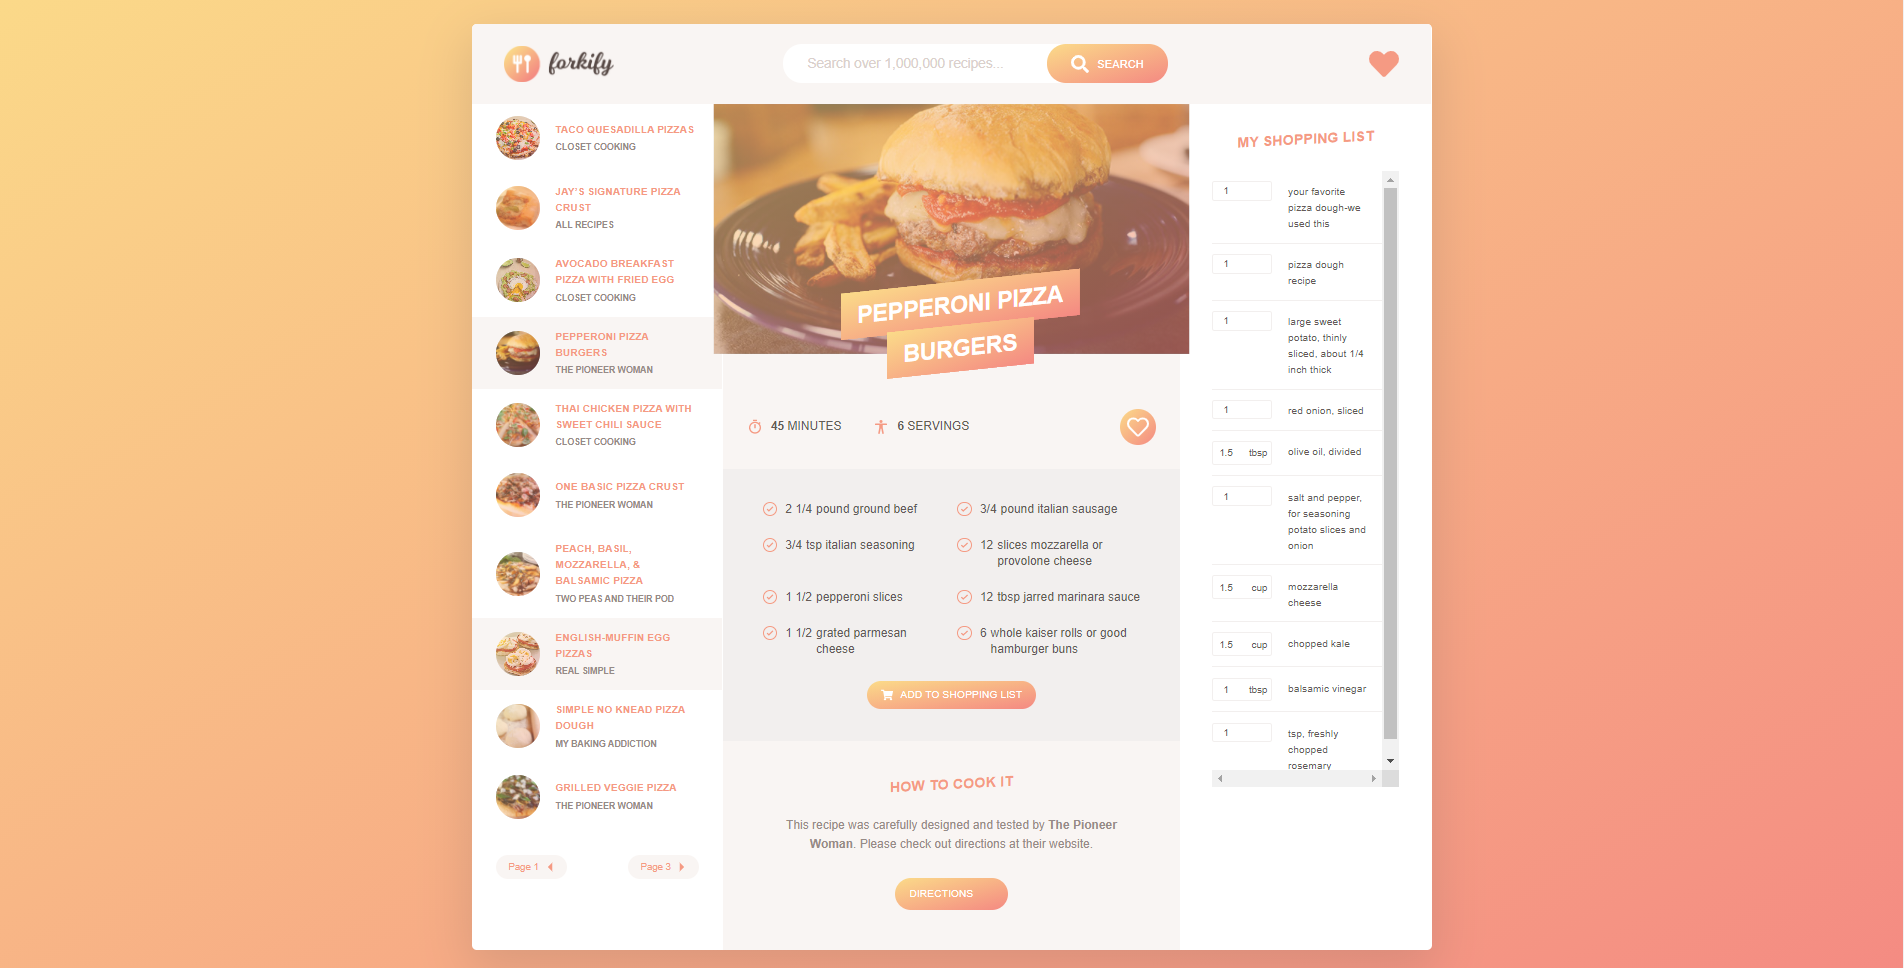 forkify
Search over 1,000,000 recipes...
SEARCH
TACO QUESADILLA PIZZAS
CLOSET COOKING
JAY'S SIGNATURE PIZZA
CRUST
ALL RECIPES
AVOCADO BREAKFAST
PIZZA WITH FRIED EGG
CLOSET COOKING
PEPPERONI PIZZA
BURGERS
THE PIONEER WOMAN
THAI CHICKEN PIZZA WITH
SWEET CHILI SAUCE
CLOSET COOKING
ONE BASIC PIZZA CRUST
THE PIONEER WOMAN
PEACH, BASIL,
MOZZARELLA, &
BALSAMIC PIZZA
TWO PEAS AND THEIR POD
ENGLISH-MUFFIN EGG
PIZZAS
REAL SIMPLE
SIMPLE NO KNEAD PIZZA
DOUGH
MY BAKING ADDICTION
GRILLED VEGGIE PIZZA
THE PIONEER WOMAN
Page 1
Page 3
PEPPERONI PIZZA
BURGERS
45 MINUTES
6 SERVINGS
2 1/4 pound ground beef
3/4 pound italian sausage
3/4 tsp italian seasoning
12 slices mozzarella or
provolone cheese
1 1/2 pepperoni slices
12 tbsp jarred marinara sauce
1 1/2 grated parmesan
cheese
6 whole kaiser rolls or good
hamburger buns
ADD TO SHOPPING LIST
HOW TO COOK IT
This recipe was carefully designed and tested by The Pioneer
Woman. Please check out directions at their website.
DIRECTIONS
MY SHOPPING LIST
1 your favorite
pizza dough-we
used this
1 pizza dough
recipe
1 large sweet
potato, thinly
sliced, about 1/4
inch thick
1 red onion, sliced
1.5 tbsp olive oil, divided
1 salt and pepper,
for seasoning
potato slices and
onion
1.5 cup mozzarella
cheese
1.5 cup chopped kale
1 tbsp balsamic vinegar
1 tsp, freshly
chopped
rosemary